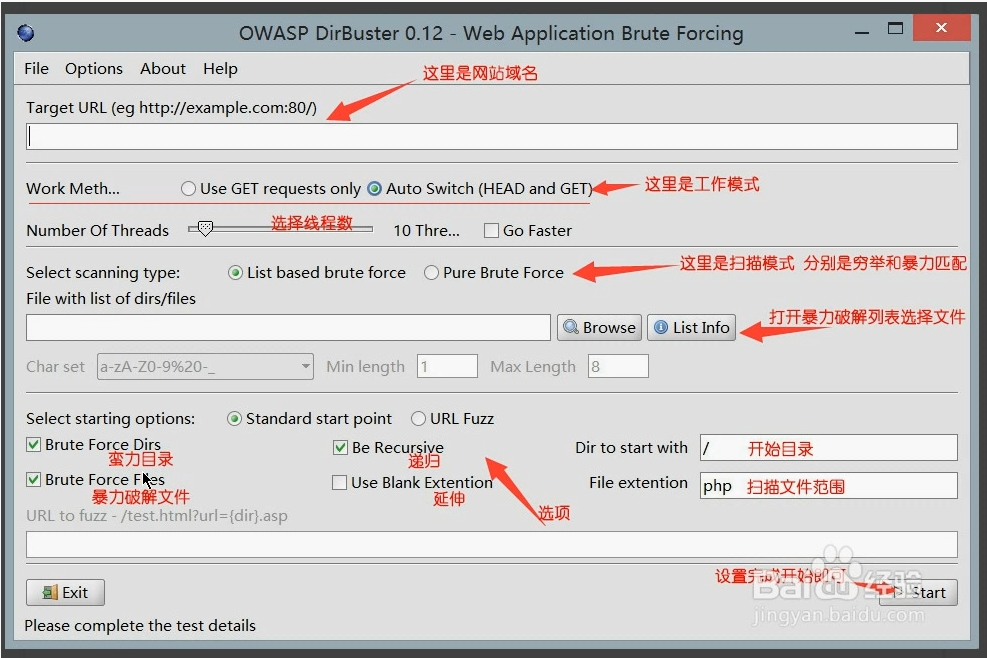 OWASP DirBuster 0.12 - Web Application Brute Forcing
File Options About Help
这里是网站域名
Target URL (eg http://example.com:80/)
Work Meth... Use GET requests only Auto Switch (HEAD and GET) 这里是工作模式
Number Of Threads 选择线程数 10 Thre... Go Faster
Select scanning type: List based brute force Pure Brute Force 这里是扫描模式 分别是穷举和暴力匹配
File with list of dirs/files
Browse List Info 打开暴力破解列表选择文件
Char set a-zA-Z0-9%20-_ Min length 1 Max Length 8
Select starting options: Standard start point URL Fuzz
Brute Force Dirs Be Recursive Dir to start with / 开始目录
蛮力目录 递归
Brute Force Files Use Blank Extention File extention php 扫描文件范围
暴力破解文件 延伸 选项
URL to fuzz - /test.html?url={dir}.asp
设置完成开始即可
Exit Start
Baidu经验
jingyan.baidu.com
Please complete the test details